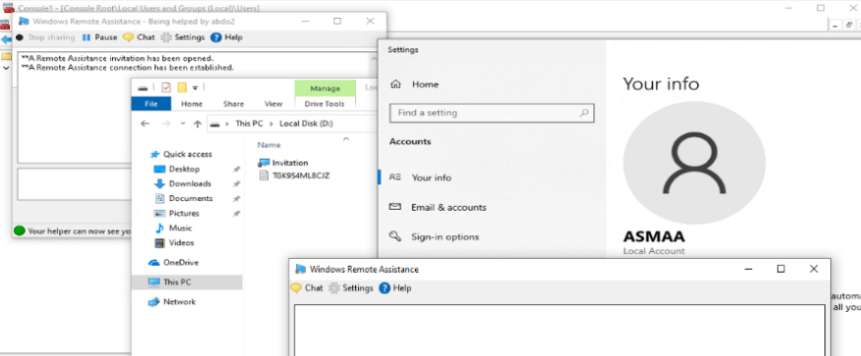 Console1 - [Console Root\Local Users and Groups (Local)\Users]
Windows Remote Assistance - Being helped by abdo2
Stop sharing Pause Chat Settings Help
**A Remote Assistance invitation has been opened.
**A Remote Assistance connection has been established.
Your helper can now see yo
Manage
File Home Share View Drive Tools
This PC > Local Disk (D:)
Name
Quick access
Desktop
Downloads
Documents
Pictures
Music
Videos
OneDrive
This PC
Network
Invitation
TGK9S4ML8CJZ
Settings
Home
Find a setting
Accounts
Your info
Email & accounts
Sign-in options
Your info
ASMAA
Local Account
automa
all you
Windows Remote Assistance
Chat Settings Help